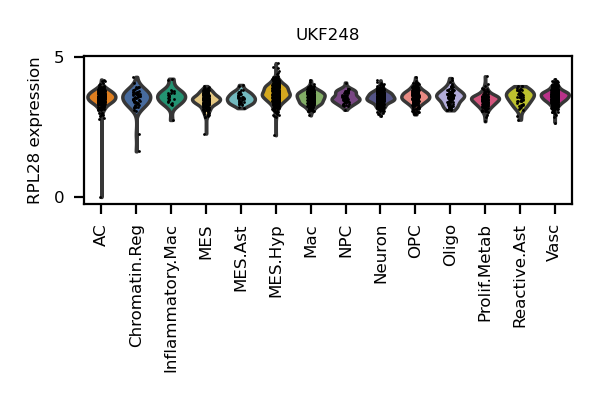 UKF248
RPL28 expression
5
0
AC
Chromatin.Reg
Inflammatory.Mac
MES
MES.Ast
MES.Hyp
Mac
NPC
Neuron
OPC
Oligo
Prolif.Metab
Reactive.Ast
Vasc